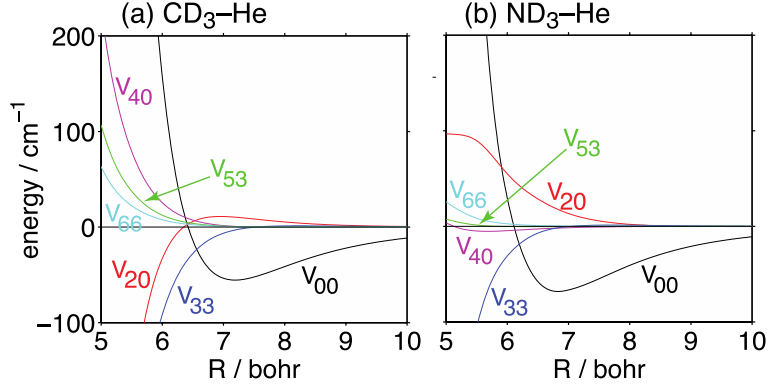 (a) CD3–He
(b) ND3–He
energy / cm−1
200
100
0
−100
V40
V53
V66
V20
V33
V00
5 6 7 8 9 10
R / bohr
V53
V66
V20
V40
V33
V00
5 6 7 8 9 10
R / bohr